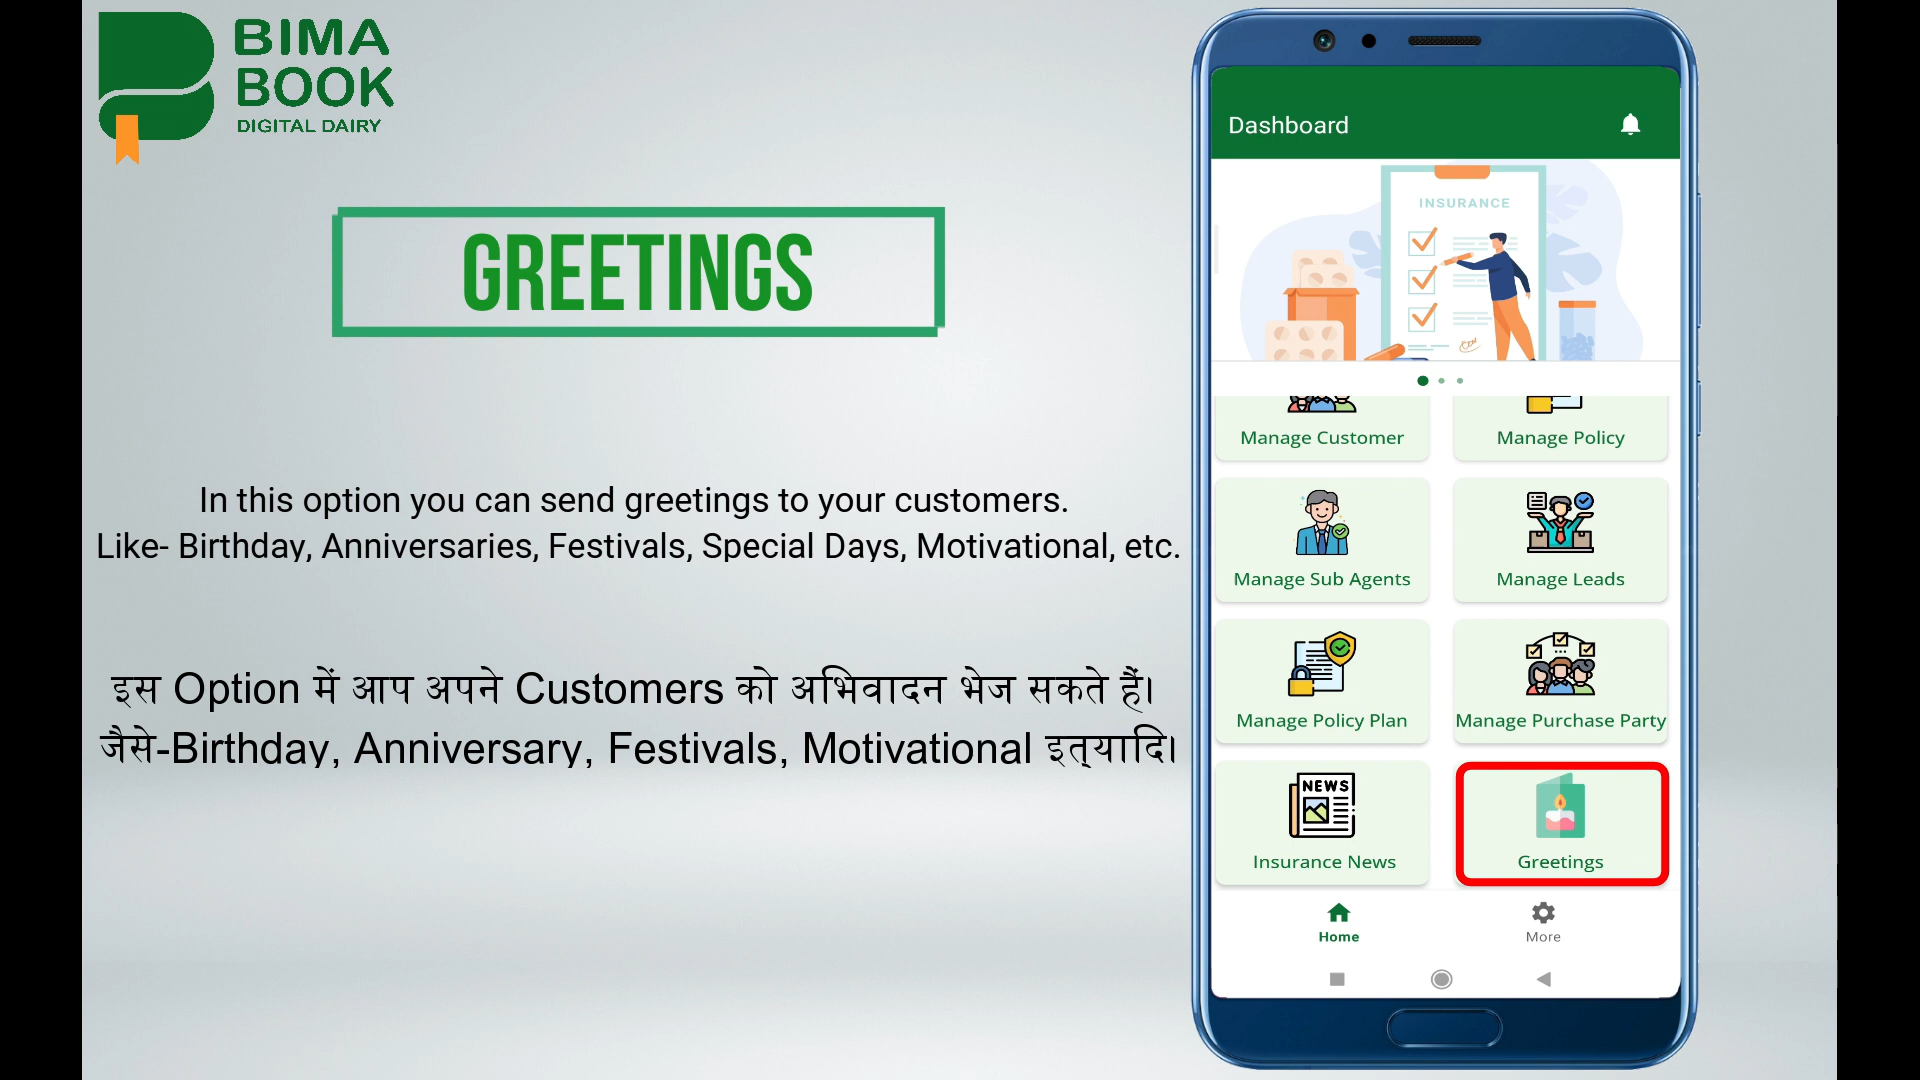 BIMA
BOOK
DIGITAL DAIRY
GREETINGS
In this option you can send greetings to your customers.
Like- Birthday, Anniversaries, Festivals, Special Days, Motivational, etc.
इस Option में आप अपने Customers को अभिवादन भेज सकते हैं।
जैसे-Birthday, Anniversary, Festivals, Motivational इत्यादि।
Dashboard
INSURANCE
Manage Customer
Manage Policy
Manage Sub Agents
Manage Leads
Manage Policy Plan
Manage Purchase Party
NEWS
Insurance News
Greetings
Home
More